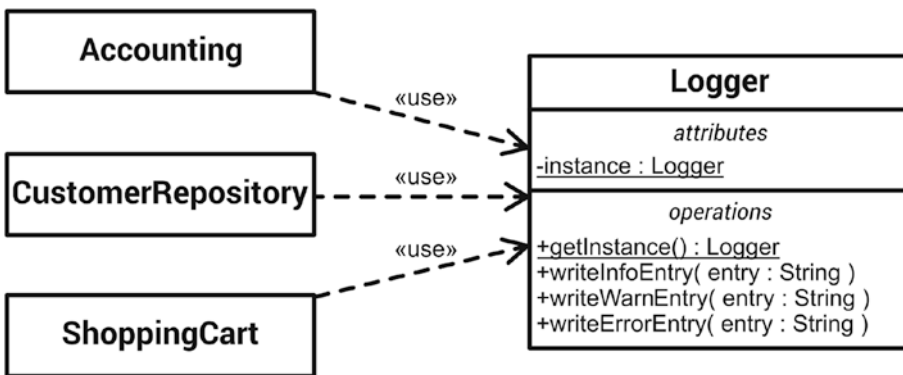 Accounting
«use»
CustomerRepository
«use»
«use»
ShoppingCart
Logger
attributes
-instance : Logger
operations
+getInstance() : Logger
+writeInfoEntry( entry : String )
+writeWarnEntry( entry : String )
+writeErrorEntry( entry : String )